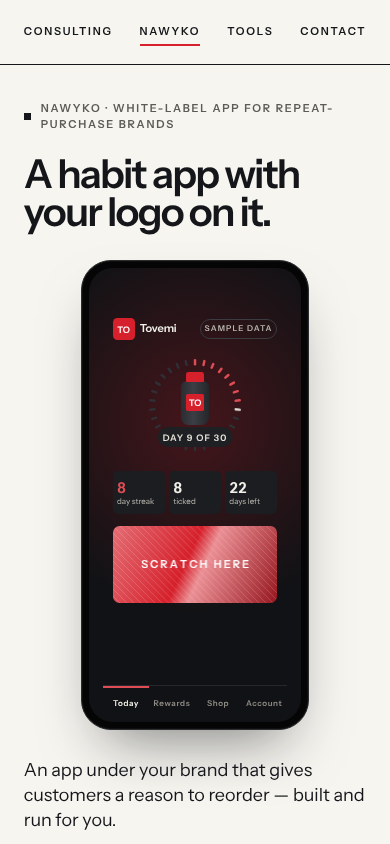 CONSULTING NAWYKO TOOLS CONTACT
NAWYKO · WHITE-LABEL APP FOR REPEAT-
PURCHASE BRANDS
A habit app with
your logo on it.
TO Tovemi SAMPLE DATA
TO
DAY 9 OF 30
8 8 22
day streak ticked days left
SCRATCH HERE
Today Rewards Shop Account
An app under your brand that gives
customers a reason to reorder — built and
run for you.